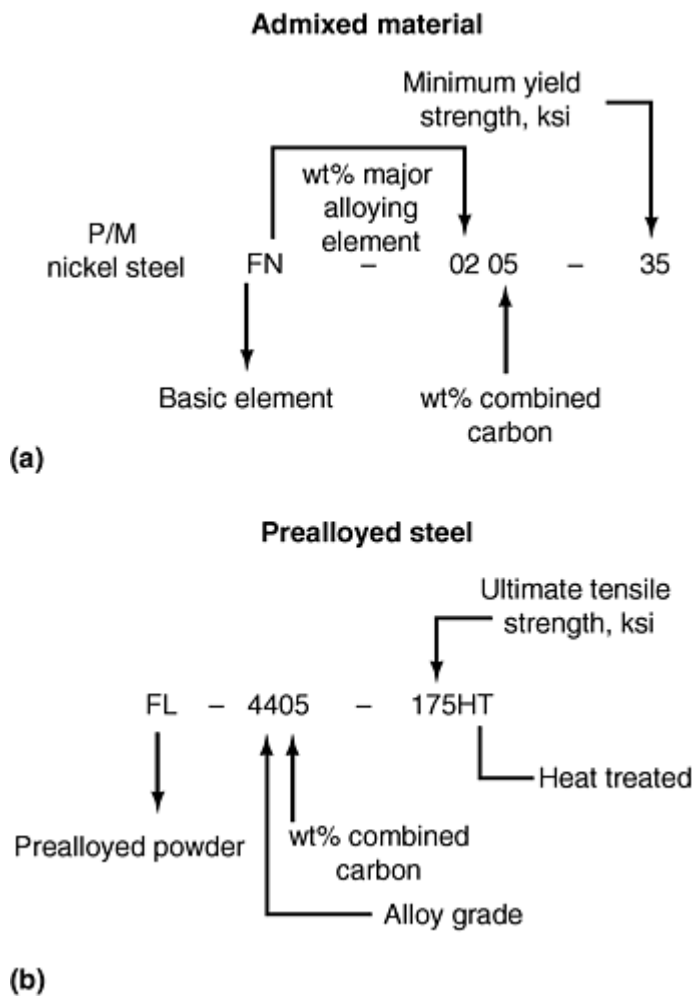 Admixed material
Minimum yield
strength, ksi
wt% major
alloying
element
P/M
nickel steel
FN – 02 05 – 35
Basic element
wt% combined
carbon
(a)
Prealloyed steel
Ultimate tensile
strength, ksi
FL – 4405 – 175HT
Heat treated
Prealloyed powder
wt% combined
carbon
Alloy grade
(b)